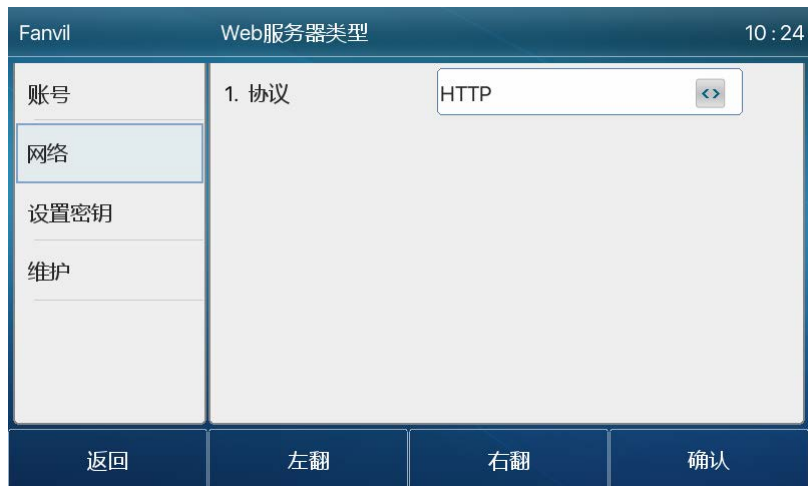 Fanvil Web服务器类型 10:24
账号
1. 协议 HTTP
网络
设置密钥
维护
返回 左翻 右翻 确认